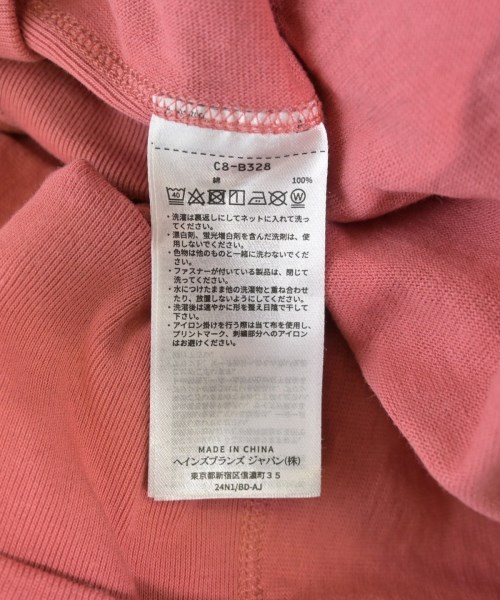 C8-B328
綿 100%
40
・洗濯は裏返しにしてネットに入れて洗っ
てください。
・漂白剤、蛍光増白剤を含んだ洗剤は、使
用しないでください。
・色物は他のものと一緒に洗わないでくだ
さい。
・ファスナーが付いている製品は、閉じて
洗ってください。
・水につけたまま他の洗濯物と重ね合わせ
たり、放置しないようにしてください。
・洗濯後は速やかに形を整え日陰で干して
下さい。
・アイロン掛けを行う際は当て布を使用し、
プリントマーク、刺繍部分へのアイロン
はお避けください。
MADE IN CHINA
ヘインズブランズ ジャパン(株)
東京都新宿区信濃町35
24N1/BD-AJ